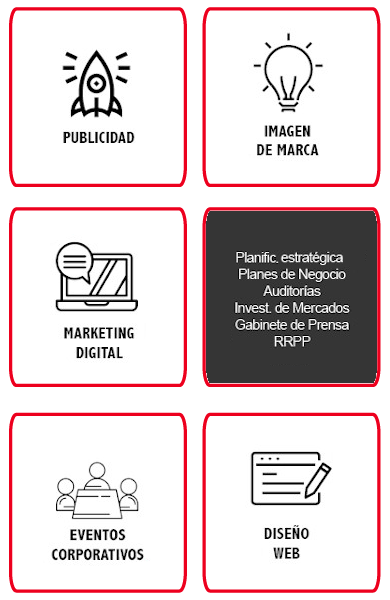 PUBLICIDAD
IMAGEN
DE MARCA
MARKETING
DIGITAL
Planific. estratégica
Planes de Negocio
Auditorías
Invest. de Mercados
Gabinete de Prensa
RRPP
EVENTOS
CORPORATIVOS
DISEÑO
WEB